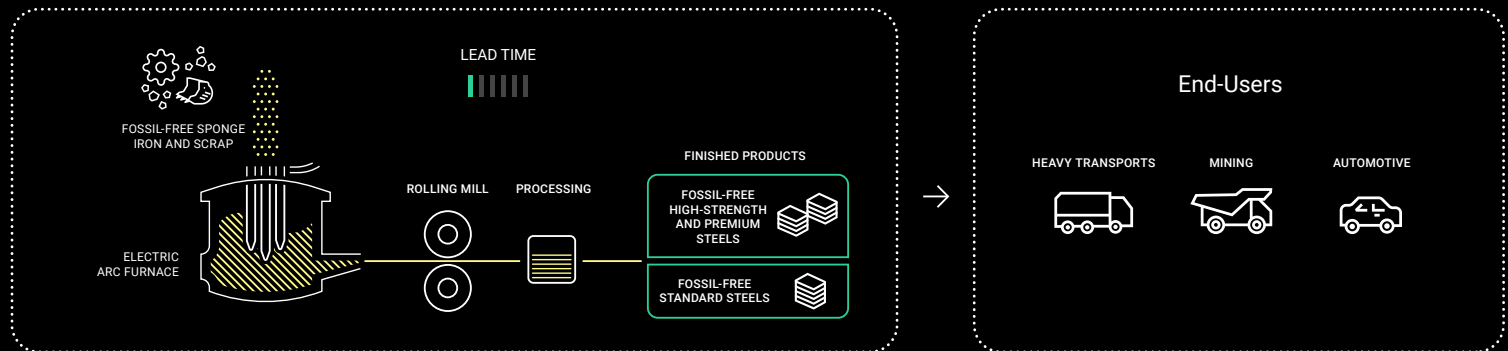 LEAD TIME
FOSSIL-FREE SPONGE
IRON AND SCRAP
ELECTRIC
ARC FURNACE
ROLLING MILL
PROCESSING
FINISHED PRODUCTS
FOSSIL-FREE
HIGH-STRENGTH
AND PREMIUM
STEELS
FOSSIL-FREE
STANDARD STEELS
End-Users
HEAVY TRANSPORTS
MINING
AUTOMOTIVE